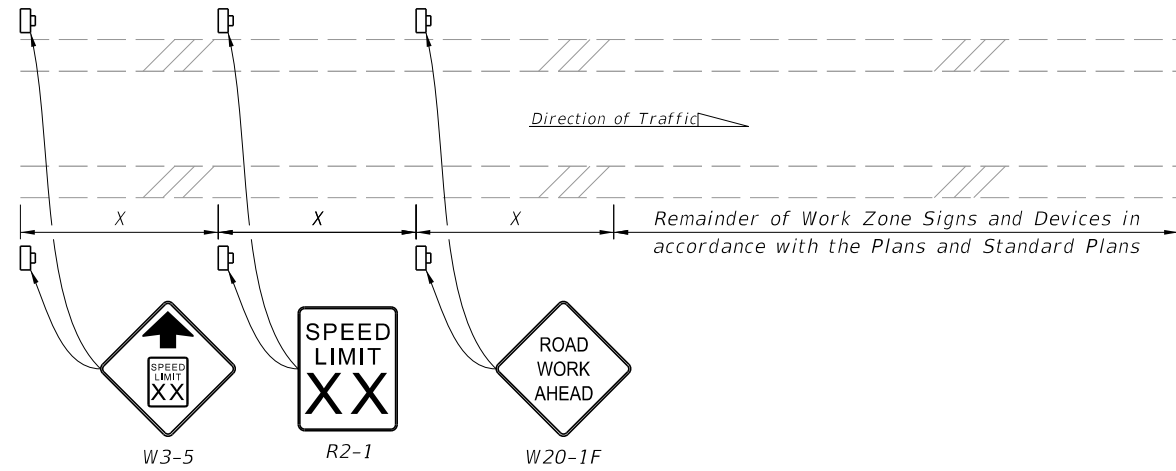 Direction of Traffic
X
X
X
Remainder of Work Zone Signs and Devices in
accordance with the Plans and Standard Plans
SPEED
LIMIT
XX
W3-5
SPEED
LIMIT
XX
R2-1
ROAD
WORK
AHEAD
W20-1F